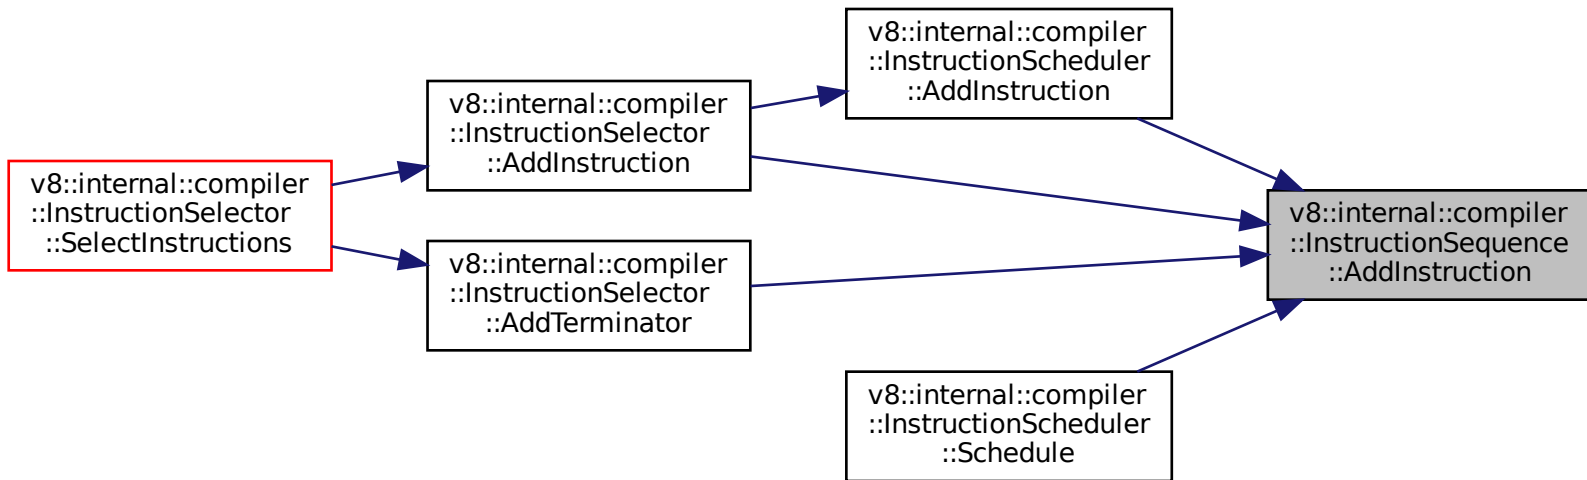 v8::internal::compiler
::InstructionScheduler
::AddInstruction
v8::internal::compiler
::InstructionSelector
::AddInstruction
v8::internal::compiler
::InstructionSelector
::SelectInstructions
v8::internal::compiler
::InstructionSequence
::AddInstruction
v8::internal::compiler
::InstructionSelector
::AddTerminator
v8::internal::compiler
::InstructionScheduler
::Schedule